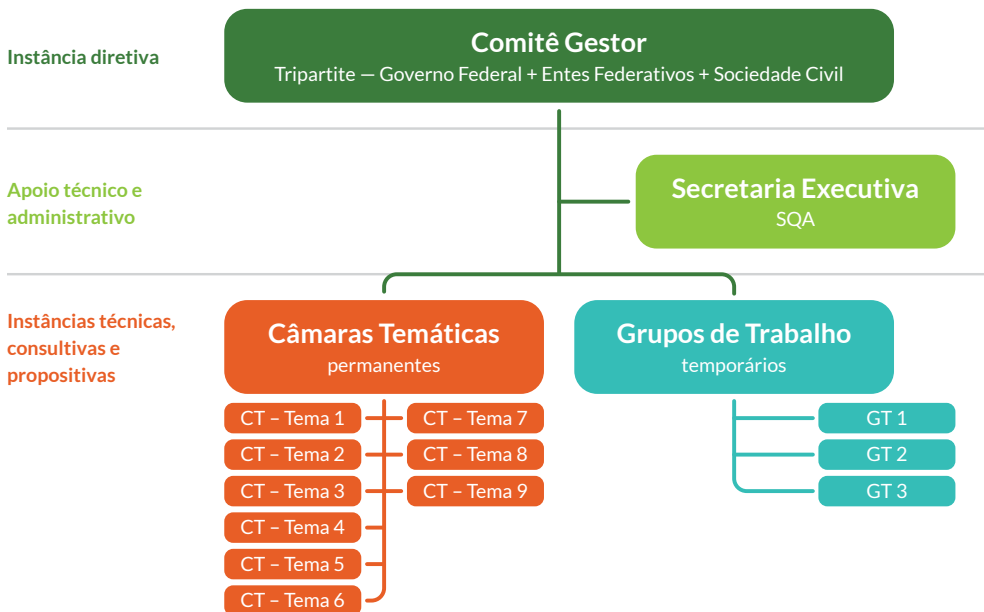 Instância diretiva
Comitê Gestor
Tripartite — Governo Federal + Entes Federativos + Sociedade Civil
Apoio técnico e
administrativo
Secretaria Executiva
SQA
Instâncias técnicas,
consultivas e
propositivas
Câmaras Temáticas
permanentes
CT – Tema 1
CT – Tema 2
CT – Tema 3
CT – Tema 4
CT – Tema 5
CT – Tema 6
CT – Tema 7
CT – Tema 8
CT – Tema 9
Grupos de Trabalho
temporários
GT 1
GT 2
GT 3